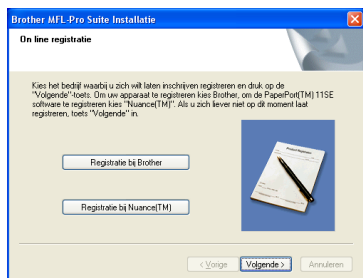 Brother MFL-Pro Suite Installatie
On line registratie
Kies het bedrijf waarbij u zich wilt laten inschrijven registreren en druk op de
"Volgende"-toets. Om uw apparaat te registreren kies Brother, om de PaperPort(TM) 11SE
software te registreren kies "Nuance(TM)". Als u zich liever niet op dit moment laat
registreren, toets "Volgende" in.
Registratie bij Brother
Registratie bij Nuance(TM)
< Vorige
Volgende >
Annuleren